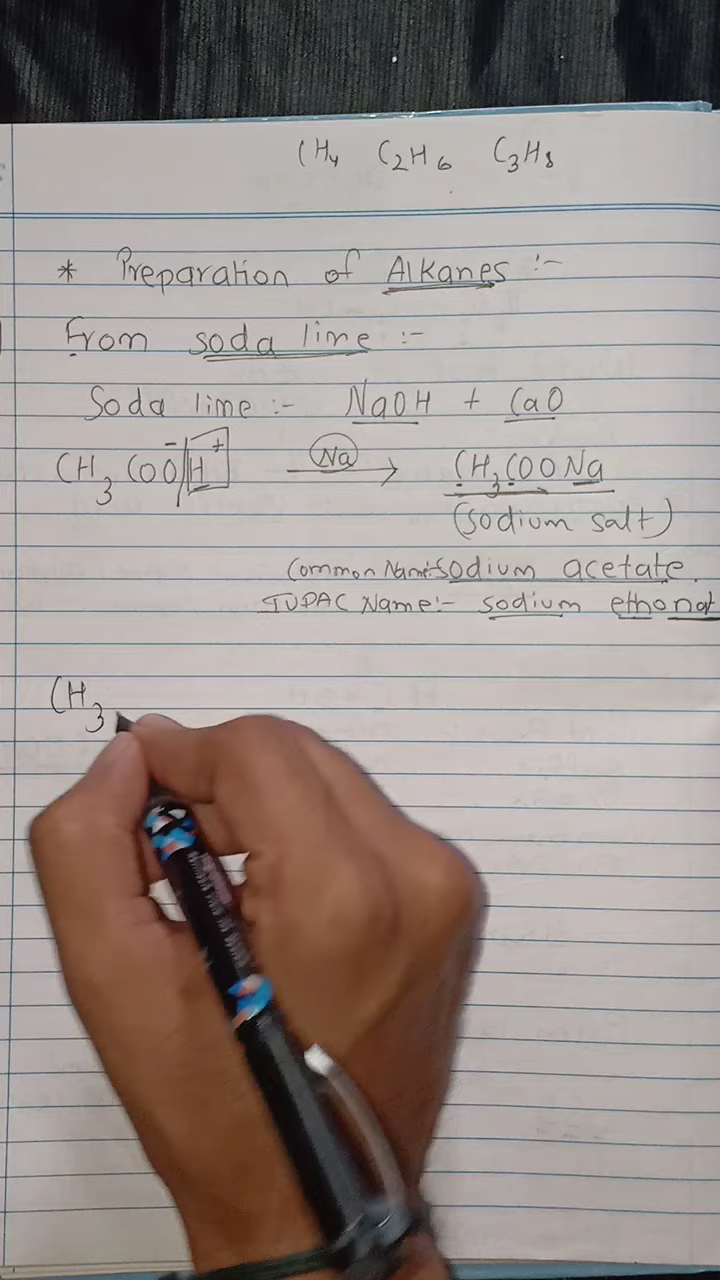 CH4 C2H6 C3H8
* Preparation of Alkanes :-
From soda lime :-
Soda lime :- NaOH + CaO
CH3COO⁻ H⁺ Na → CH3COONa
(sodium salt)
Common Name:- sodium acetate.
IUPAC Name:- sodium ethonat
CH3